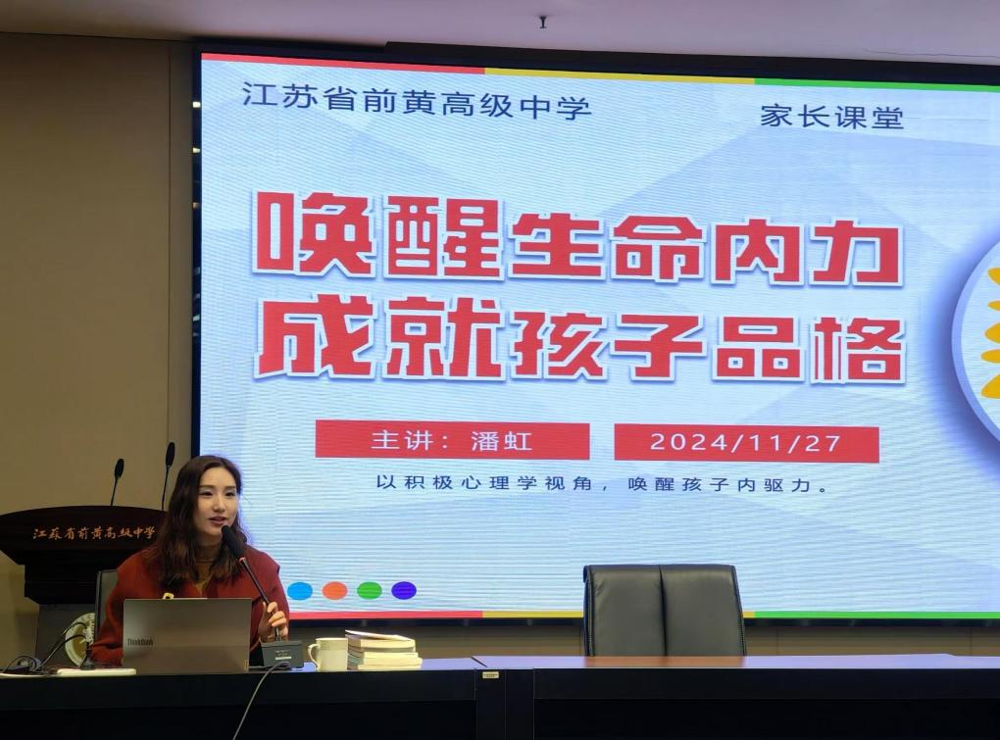 江苏省前黄高级中学 家长课堂
唤醒生命内力
成就孩子品格
主讲：潘虹 2024/11/27
以积极心理学视角，唤醒孩子内驱力。
江苏省前黄高级中学
ThinkBook